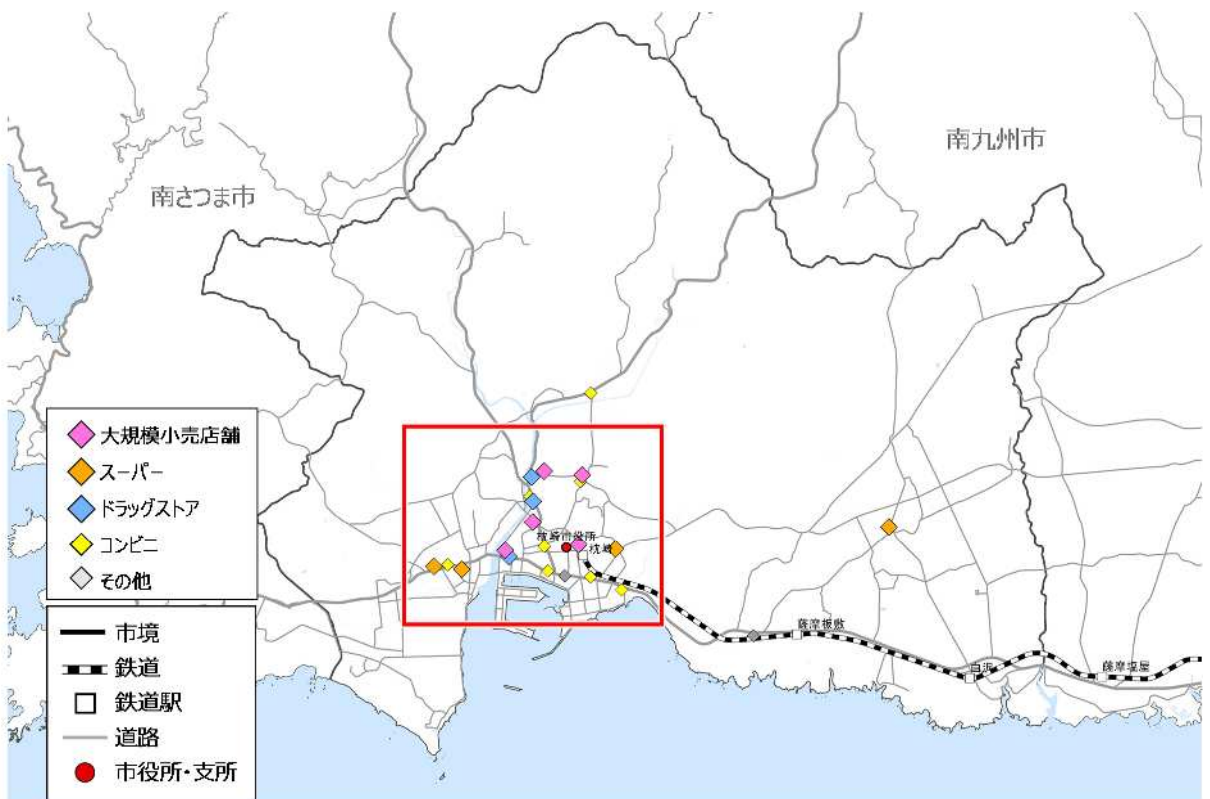 南九州市
南さつま市
大規模小売店舗
スーパー
ドラッグストア
コンビニ
その他
枕崎市役所
枕崎
薩摩板敷
白沢
薩摩塩屋
市境
鉄道
鉄道駅
道路
市役所・支所